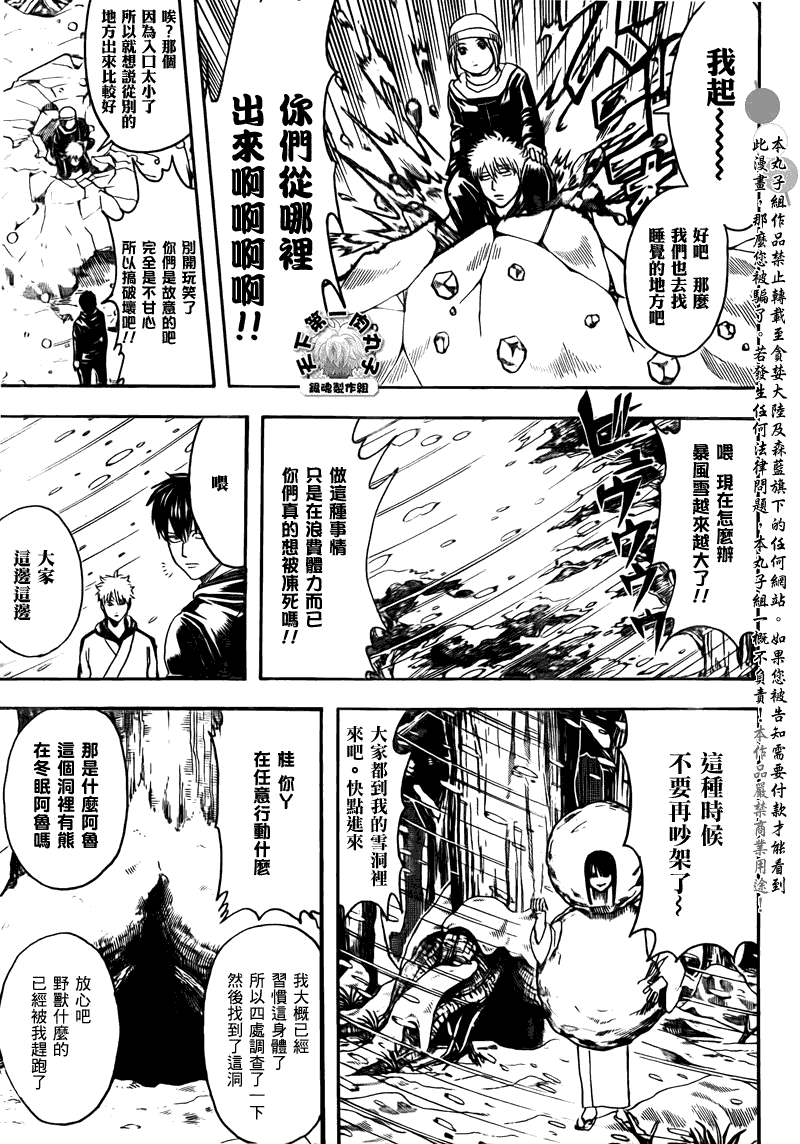 我起～～～～
好吧 那麼
我們也去找
睡覺的地方吧
你們從哪裡
出來啊啊啊啊啊!!
唉?那個
因為入口太小了
所以就想說從別的
地方出來比較好
別開玩笑了
你們是故意的吧
完全是不甘心
所以搞破壞吧!!
天下第一肉丸子
銀魂製作組
喂 現在怎麼辦
暴風雪越來越大了!!
ビュウウウウ
做這種事情
只是在浪費體力而已
你們真的想被凍死嗎!!
喂
大家
這邊這邊
這種時候
不要再吵架了～
大家都到我的雪洞裡
來吧。快點進來
桂 你丫
在任意行動什麼
那是什麼阿魯
這個洞裡有熊
在冬眠阿魯嗎
我大概已經
習慣這身體了
所以四處調查了一下
然後找到了這洞
放心吧
野獸什麼的
已經被我趕跑了
本丸子組作品禁止轉載至貪婪大陸及森藍旗下的任何網站。如果您被告知需要付款才能看到
此漫畫，那麼您被騙了。若發生任何法律問題，本丸子組一概不負責！本作品嚴禁商業用途！